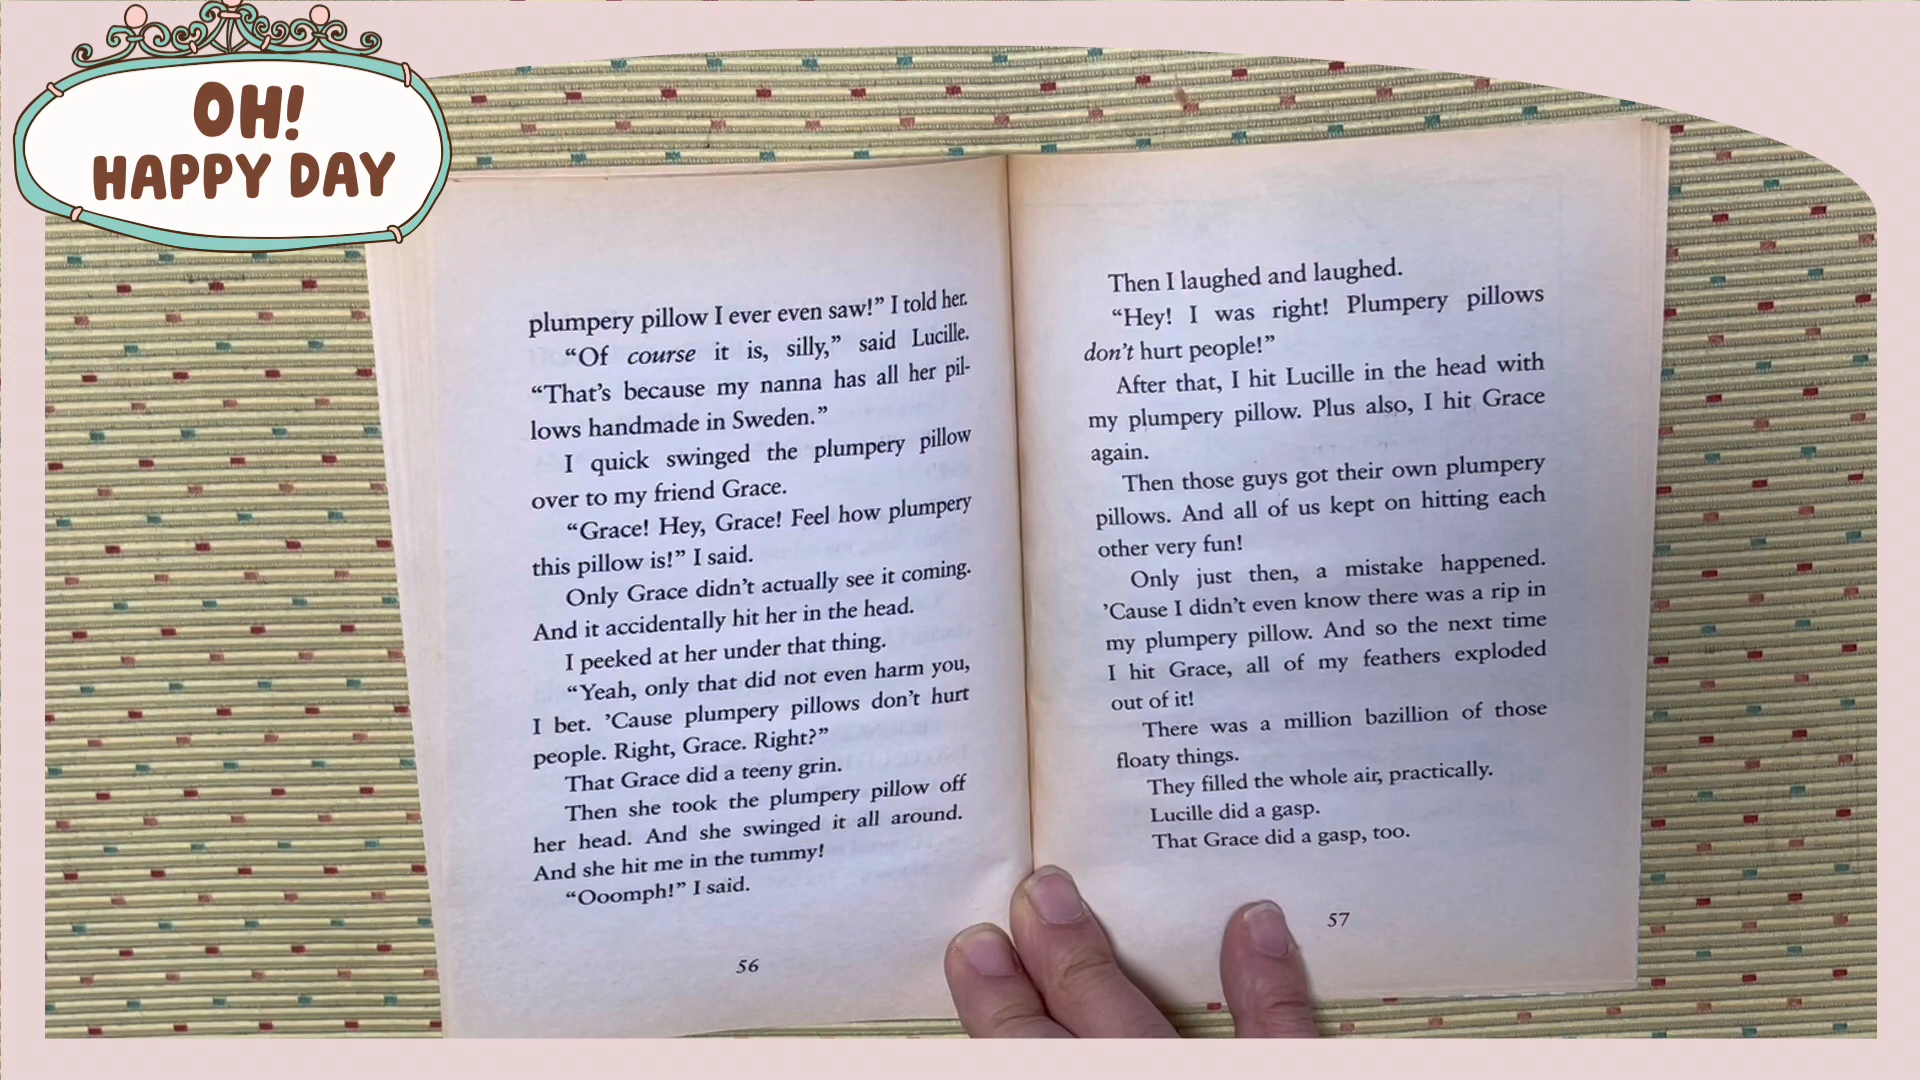 OH!
HAPPY DAY
plumpery pillow I ever even saw!” I told her.
“Of course it is, silly,” said Lucille.
“That’s because my nanna has all her pil-
lows handmade in Sweden.”
I quick swinged the plumpery pillow
over to my friend Grace.
“Grace! Hey, Grace! Feel how plumpery
this pillow is!” I said.
Only Grace didn’t actually see it coming.
And it accidentally hit her in the head.
I peeked at her under that thing.
“Yeah, only that did not even harm you,
I bet. ’Cause plumpery pillows don’t hurt
people. Right, Grace. Right?”
That Grace did a teeny grin.
Then she took the plumpery pillow off
her head. And she swinged it all around.
And she hit me in the tummy!
“Ooomph!” I said.
56
Then I laughed and laughed.
“Hey! I was right! Plumpery pillows
don’t hurt people!”
After that, I hit Lucille in the head with
my plumpery pillow. Plus also, I hit Grace
again.
Then those guys got their own plumpery
pillows. And all of us kept on hitting each
other very fun!
Only just then, a mistake happened.
’Cause I didn’t even know there was a rip in
my plumpery pillow. And so the next time
I hit Grace, all of my feathers exploded
out of it!
There was a million bazillion of those
floaty things.
They filled the whole air, practically.
Lucille did a gasp.
That Grace did a gasp, too.
57